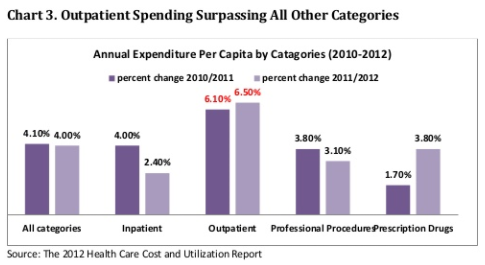 Chart 3. Outpatient Spending Surpassing All Other Categories
Annual Expenditure Per Capita by Catagories (2010-2012)
percent change 2010/2011 percent change 2011/2012
6.10% 6.50%
4.10% 4.00% 4.00% 3.80% 3.80%
3.10%
2.40%
1.70%
All categories Inpatient Outpatient Professional Procedures Prescription Drugs
Source: The 2012 Health Care Cost and Utilization Report